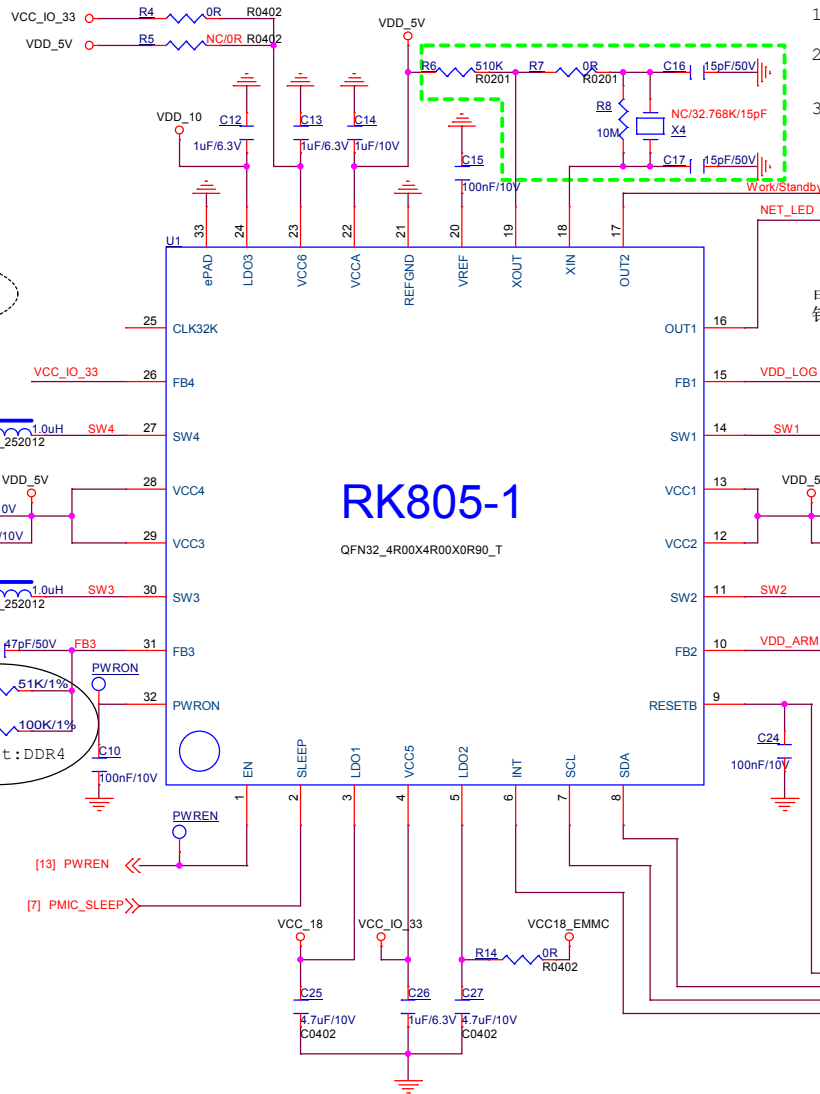 VCC_IO_33 R4 0R R0402
VDD_5V R5 NC/0R R0402
VDD_5V
1
2
3
R6 510K R0201 R7 0R R0201 C16 15pF/50V
R8 10M NC/32.768K/15pF X4
C17 15pF/50V
VDD_10 C12 1uF/6.3V C13 1uF/6.3V C14 1uF/10V
C15 100nF/10V
Work/Standby
NET_LED
U1
33 24 23 22 21 20 19 18 17
ePAD LDO3 VCC6 VCCA REFGND VREF XOUT XIN OUT2
25 CLK32K
OUT1 16
VCC_IO_33 26 FB4
FB1 15 VDD_LOG
1.0uH SW4 27 SW4
_252012
SW1 14 SW1
VDD_5V 28 VCC4
VCC1 13 VDD_5
0V
/10V 29 VCC3
VCC2 12
RK805-1
QFN32_4R00X4R00X0R90_T
1.0uH SW3 30 SW3
_252012
SW2 11 SW2
47pF/50V FB3 31 FB3
FB2 10 VDD_ARM
51K/1%
PWRON 32 PWRON
RESETB 9
100K/1%
t:DDR4
C10 100nF/10V
C24 100nF/10V
EN SLEEP LDO1 VCC5 LDO2 INT SCL SDA
1 2 3 4 5 6 7 8
PWREN
[13] PWREN
[7] PMIC_SLEEP
VCC_18 VCC_IO_33 VCC18_EMMC
R14 0R R0402
C25 4.7uF/10V C0402
C26 1uF/6.3V
C27 4.7uF/10V C0402